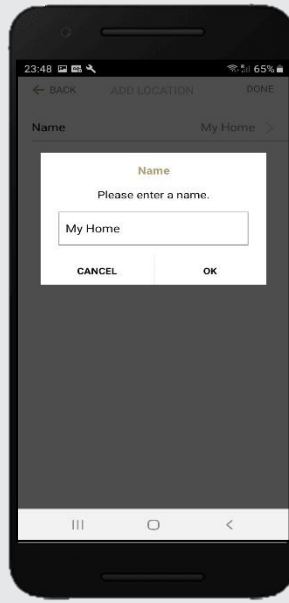 23:48 65%
← BACK ADD LOCATION DONE
Name My Home >
Name
Please enter a name.
My Home
CANCEL OK